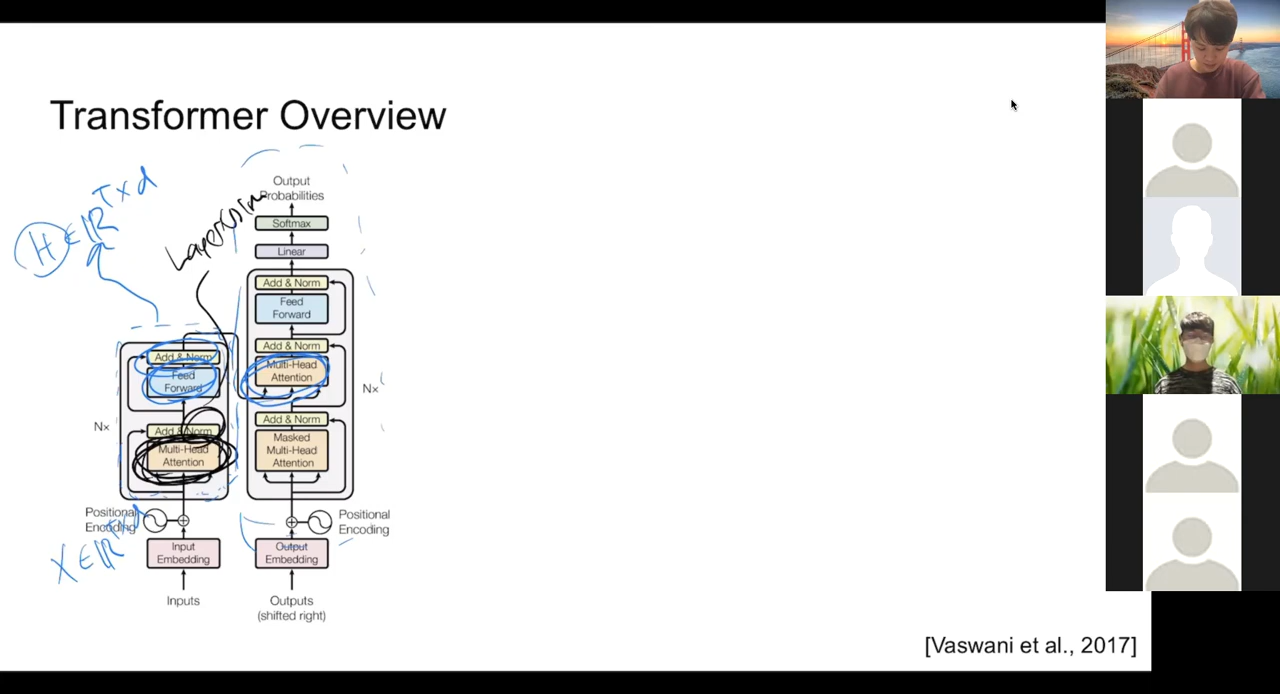 Transformer Overview
T x d
H ∈ ℝ
LayerNorm
Output
Probabilities
Softmax
Linear
Add & Norm
Feed
Forward
Add & Norm
Multi-Head
Attention
Nx
Add & Norm
Masked
Multi-Head
Attention
Add & Norm
Feed
Forward
Nx
Add & Norm
Multi-Head
Attention
Positional
Encoding
X ∈ ℝ
Input
Embedding
Output
Embedding
Positional
Encoding
Inputs
Outputs
(shifted right)
[Vaswani et al., 2017]